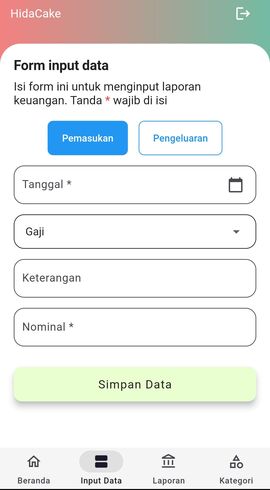 HidaCake
Form input data
Isi form ini untuk menginput laporan
keuangan. Tanda * wajib di isi
Pemasukan
Pengeluaran
Tanggal *
Gaji
Keterangan
Nominal *
Simpan Data
Beranda
Input Data
Laporan
Kategori